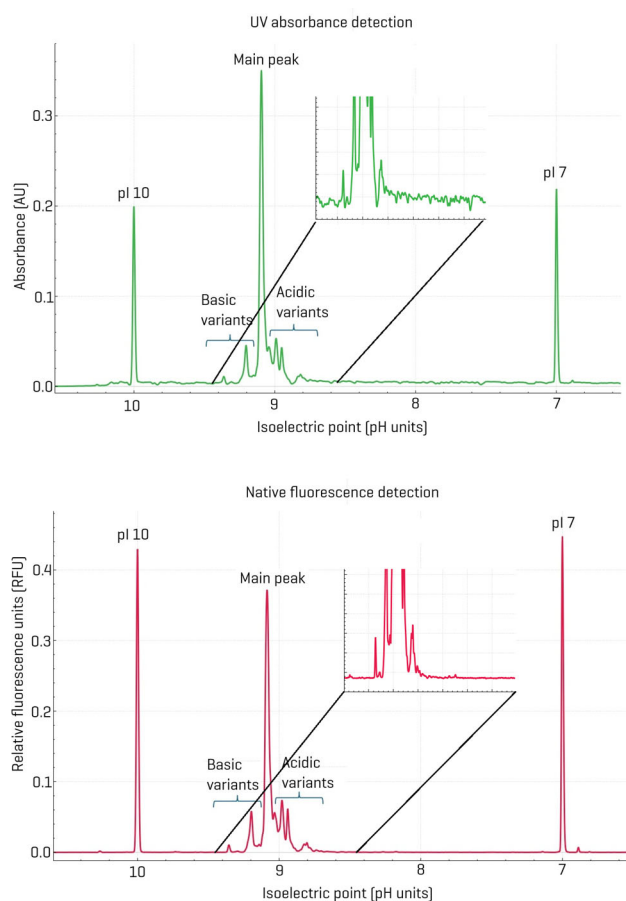 UV absorbance detection
Main peak
0.3
pI 10
pI 7
Absorbance [AU]
0.2
0.1
Basic
variants
Acidic
variants
0.0
10
9
8
7
Isoelectric point [pH units]
Native fluorescence detection
pI 10
pI 7
Main peak
0.4
Relative fluorescence units [RFU]
0.3
0.2
0.1
Basic
variants
Acidic
variants
0.0
10
9
8
7
Isoelectric point [pH units]